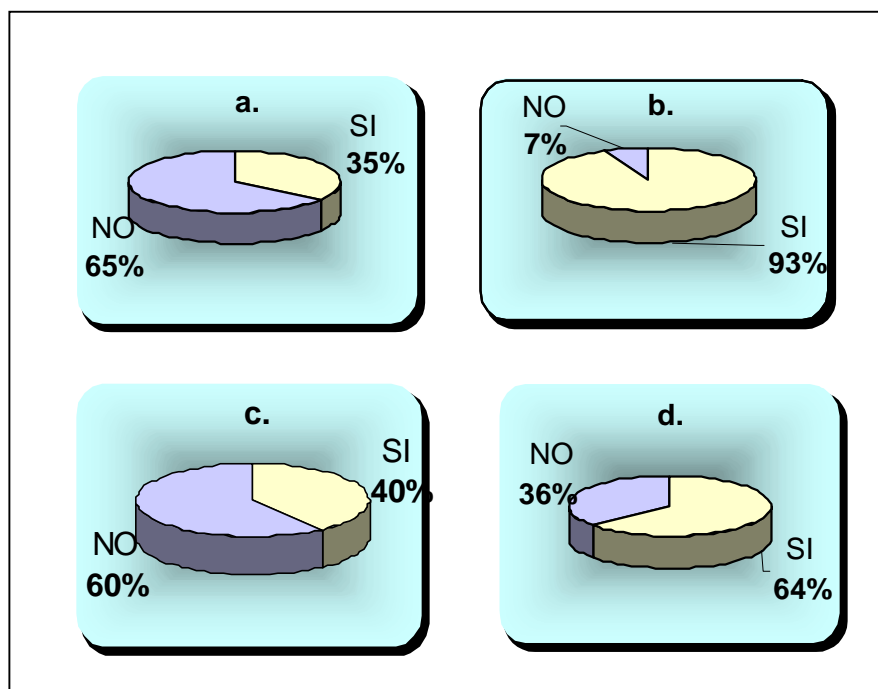 a.
SI
35%
NO
65%
b.
NO
7%
SI
93%
c.
SI
40%
NO
60%
d.
NO
36%
SI
64%